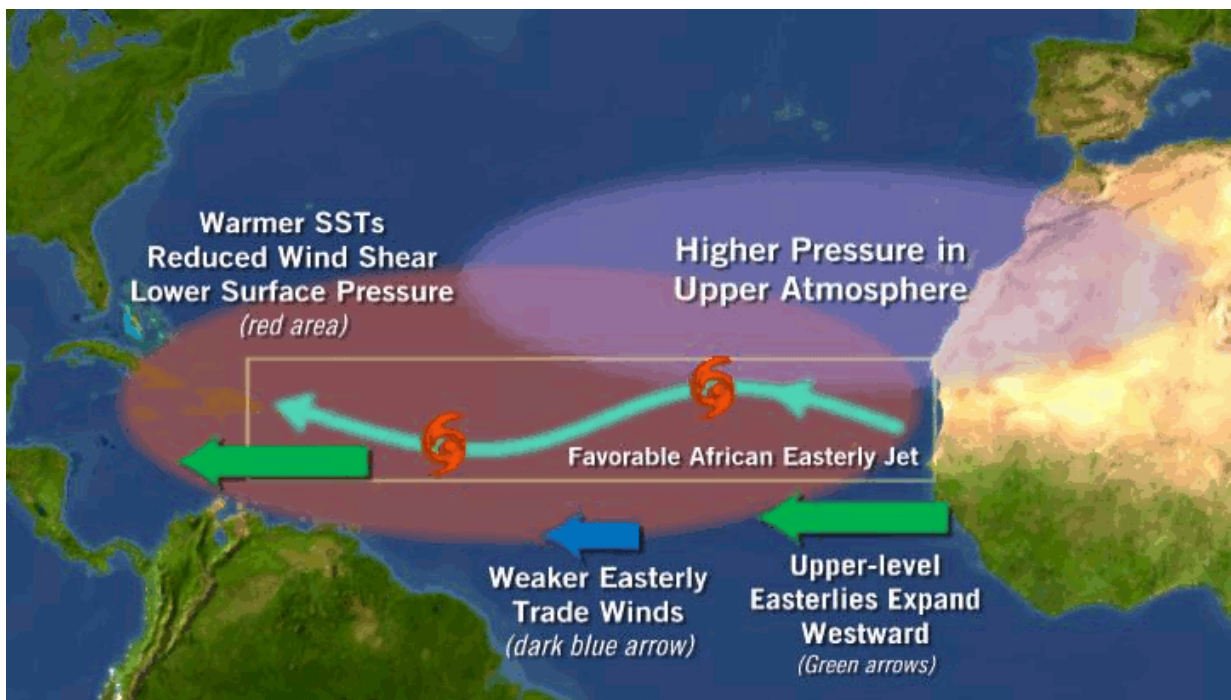 Warmer SSTs
Reduced Wind Shear
Lower Surface Pressure
(red area)
Higher Pressure in
Upper Atmosphere
Favorable African Easterly Jet
Weaker Easterly
Trade Winds
(dark blue arrow)
Upper-level
Easterlies Expand
Westward
(Green arrows)